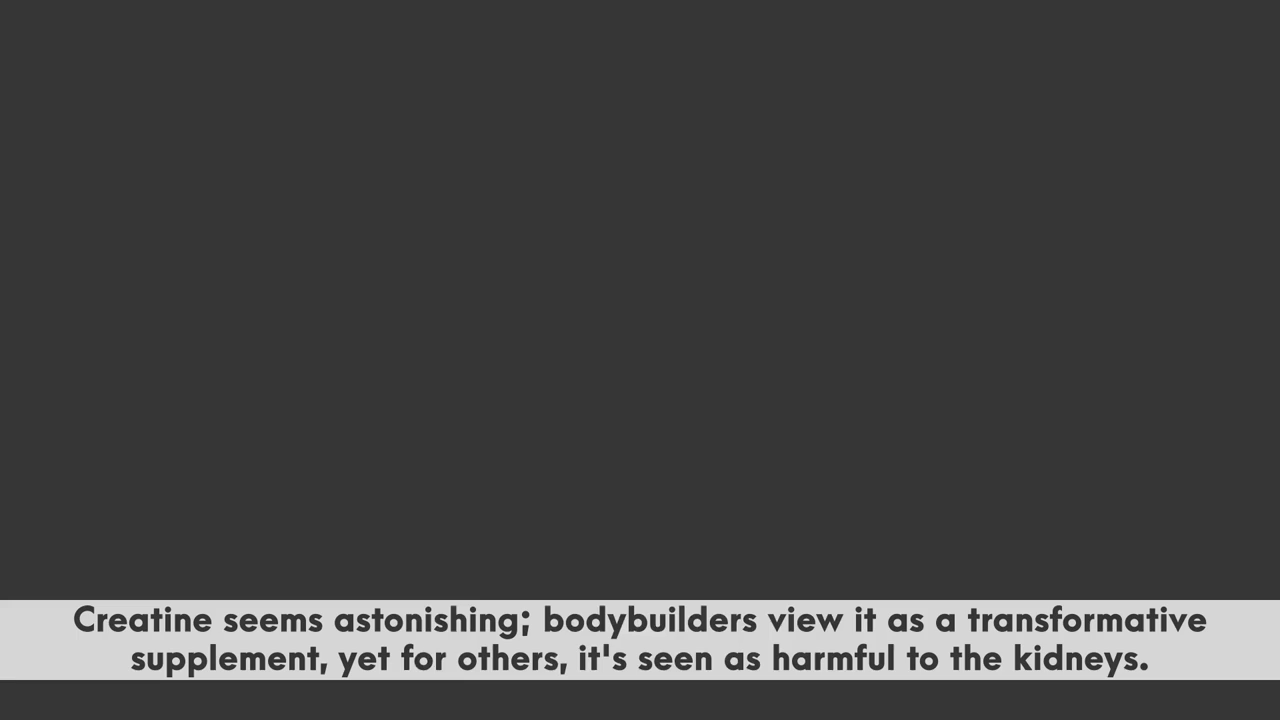 Creatine seems astonishing; bodybuilders view it as a transformative
supplement, yet for others, it's seen as harmful to the kidneys.